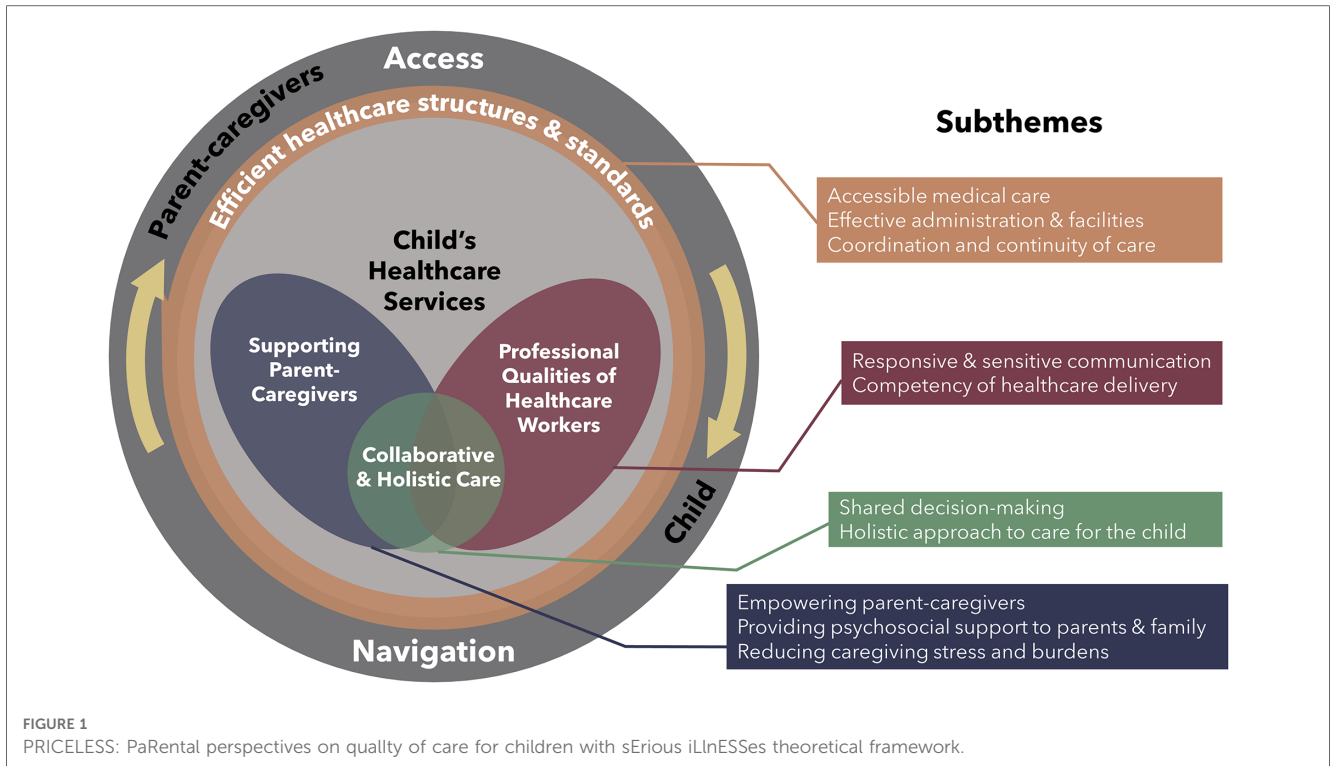 Access
Parent-caregivers
Efficient healthcare structures & standards
Child's
Healthcare
Services
Supporting
Parent-
Caregivers
Professional
Qualities of
Healthcare
Workers
Collaborative
& Holistic Care
Child
Navigation
Subthemes
Accessible medical care
Effective administration & facilities
Coordination and continuity of care
Responsive & sensitive communication
Competency of healthcare delivery
Shared decision-making
Holistic approach to care for the child
Empowering parent-caregivers
Providing psychosocial support to parents & family
Reducing caregiving stress and burdens
FIGURE 1
PRICELESS: PaRental perspectives on qualIty of care for children with sErious iLlnESSes theoretical framework.